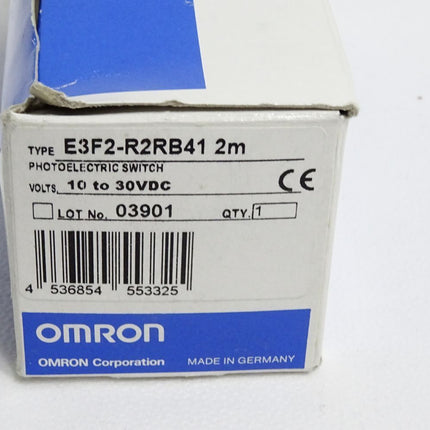 TYPE E3F2-R2RB41 2m
PHOTOELECTRIC SWITCH
VOLTS. 10 to 30VDC
CE
LOT No. 03901 QTY. 1
4 536854 553325
OMRON
OMRON Corporation MADE IN GERMANY